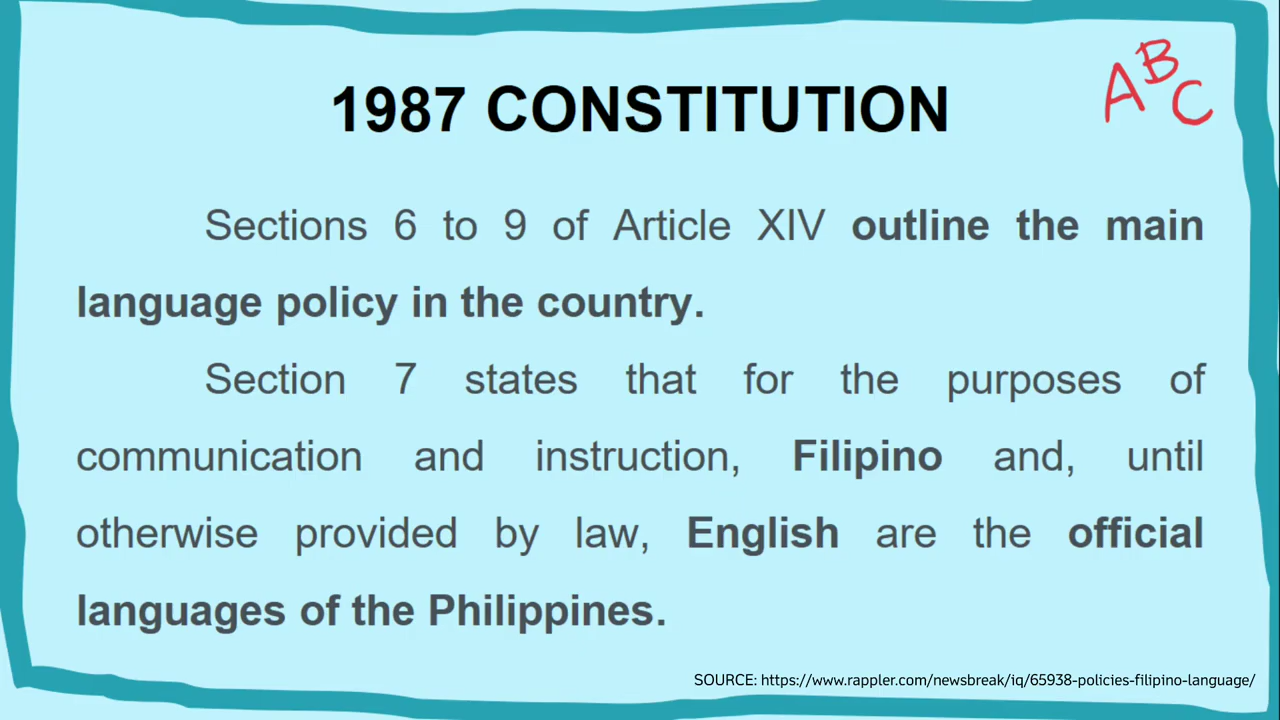 1987 CONSTITUTION
ABC
Sections 6 to 9 of Article XIV outline the main
language policy in the country.
Section 7 states that for the purposes of
communication and instruction, Filipino and, until
otherwise provided by law, English are the official
languages of the Philippines.
SOURCE: https://www.rappler.com/newsbreak/iq/65938-policies-filipino-language/